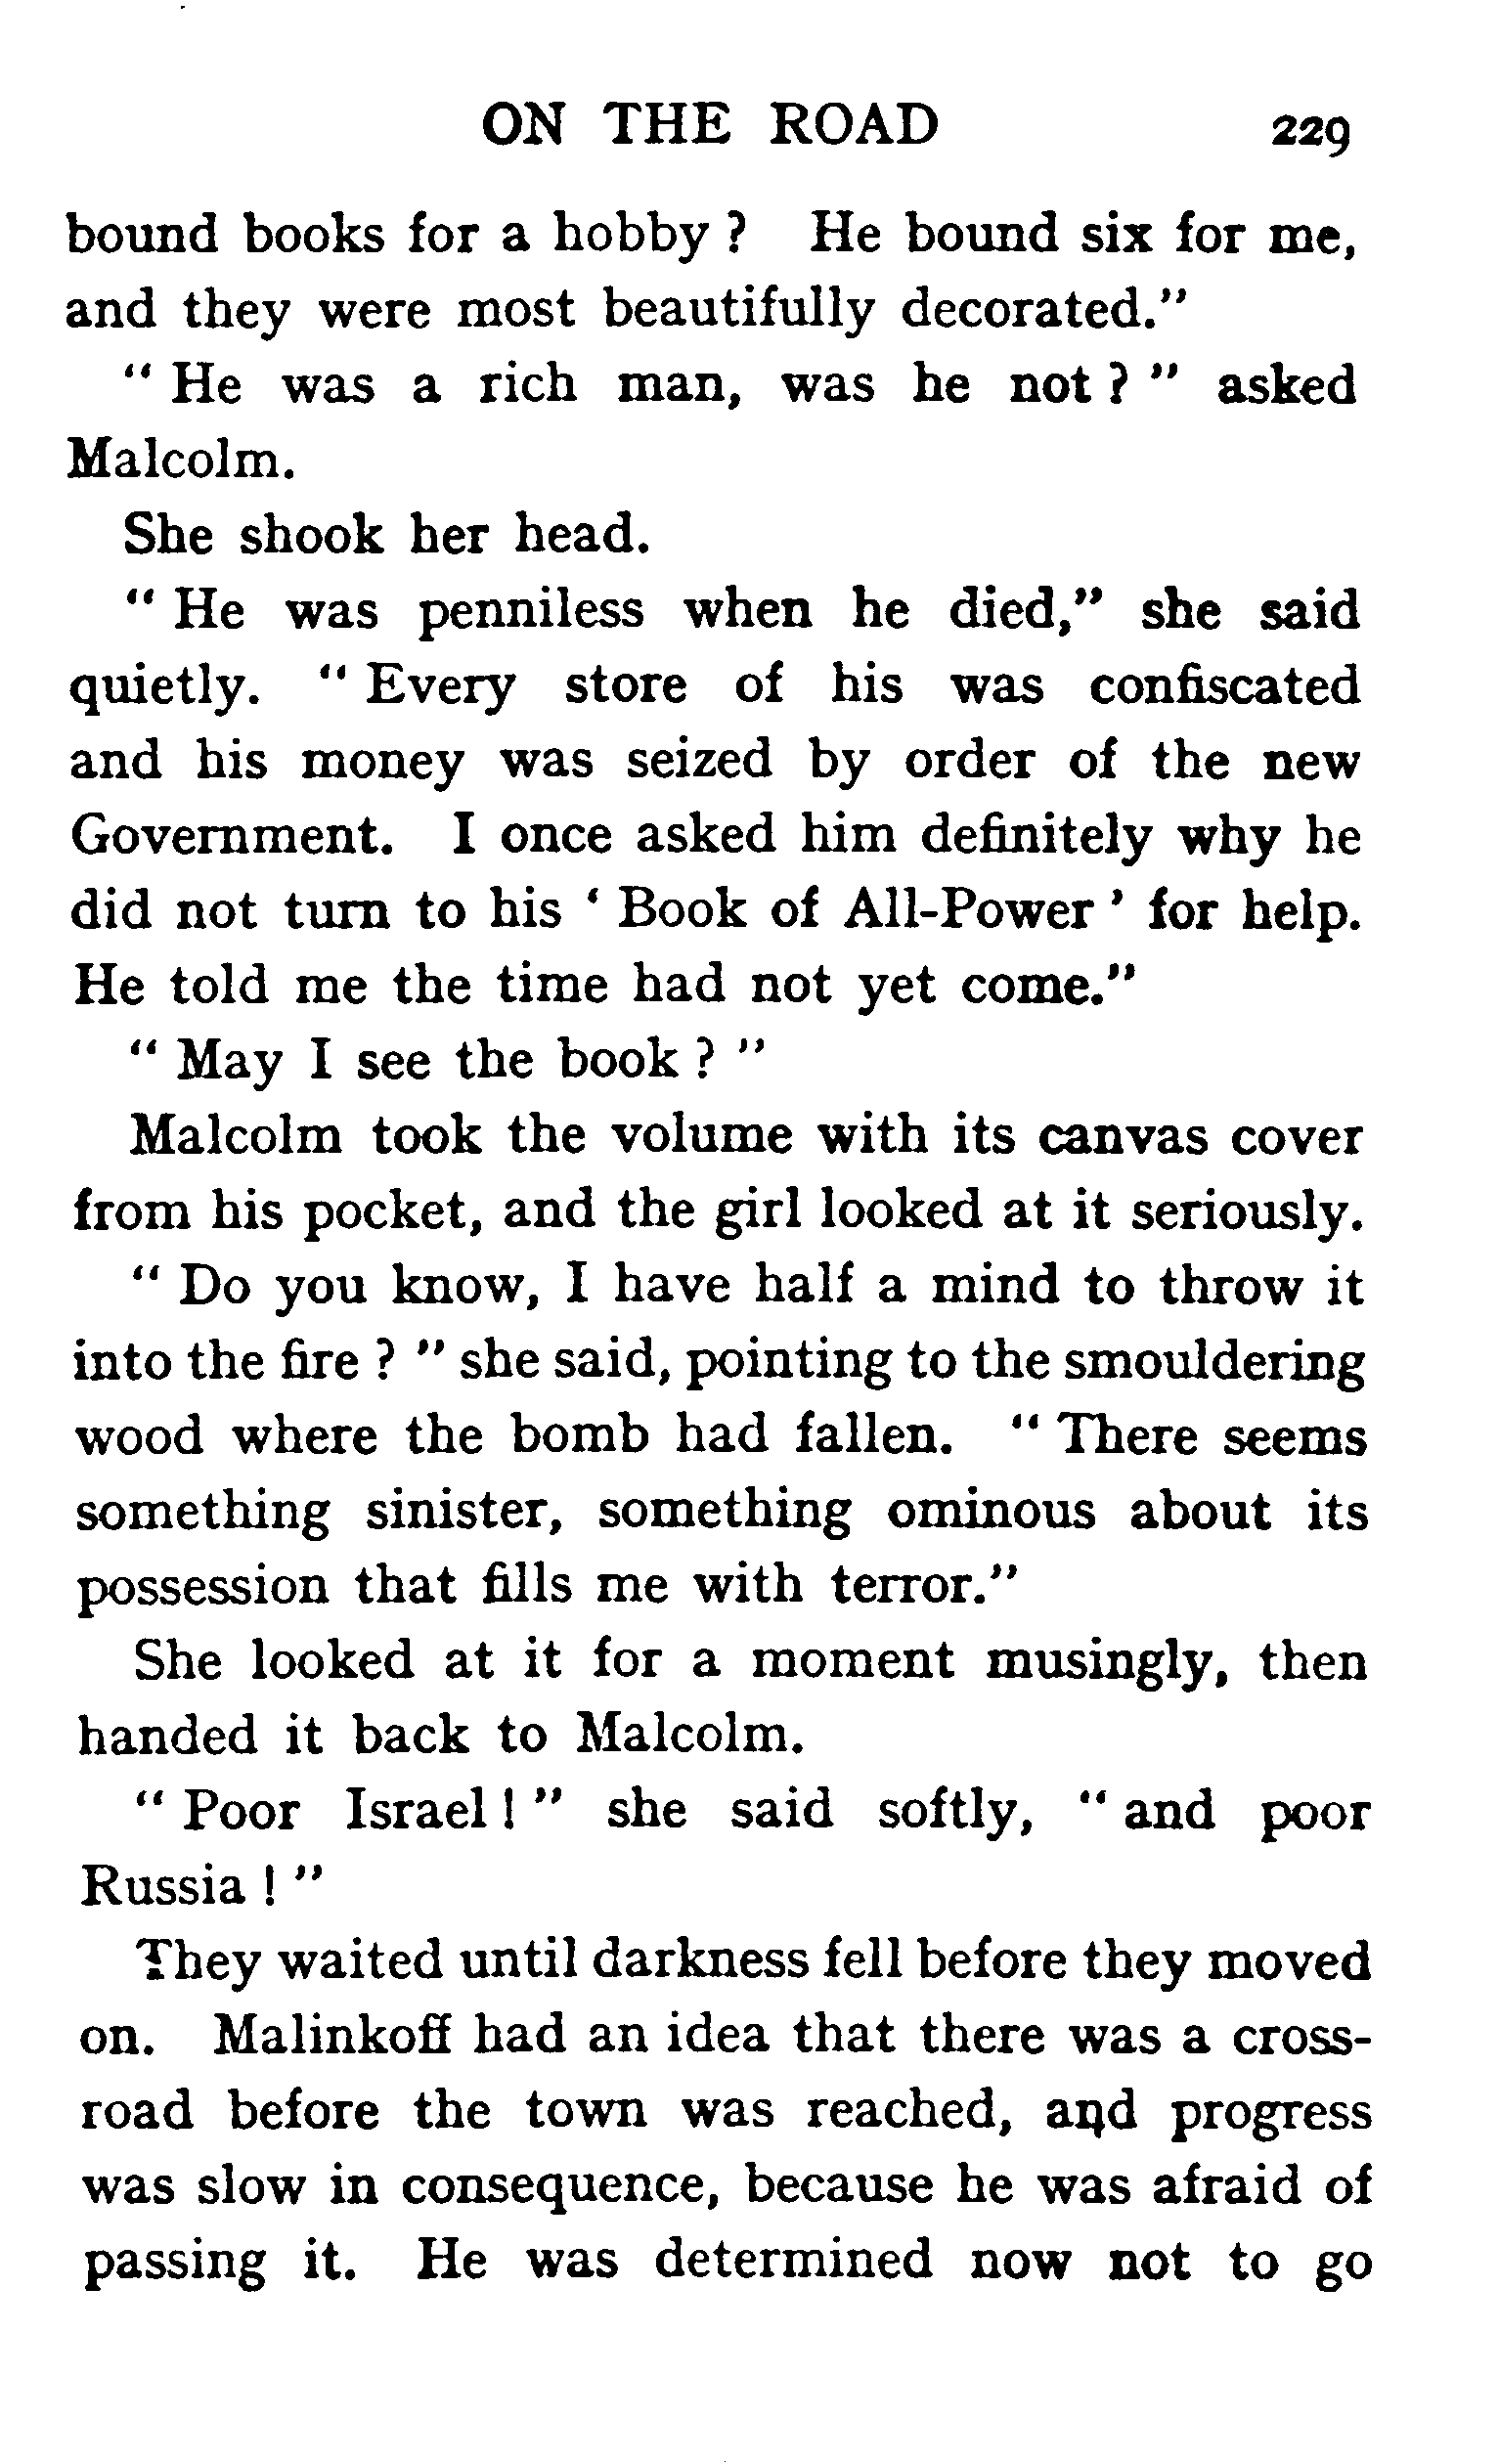 ON THE ROAD 229
bound books for a hobby ? He bound six for me,
and they were most beautifully decorated."
" He was a rich man, was he not ? " asked
Malcolm.
She shook her head.
" He was penniless when he died," she said
quietly. " Every store of his was confiscated
and his money was seized by order of the new
Government. I once asked him definitely why he
did not turn to his ' Book of All-Power ' for help.
He told me the time had not yet come."
" May I see the book ? "
Malcolm took the volume with its canvas cover
from his pocket, and the girl looked at it seriously.
" Do you know, I have half a mind to throw it
into the fire ? " she said, pointing to the smouldering
wood where the bomb had fallen. " There seems
something sinister, something ominous about its
possession that fills me with terror."
She looked at it for a moment musingly, then
handed it back to Malcolm.
" Poor Israel ! " she said softly, " and poor
Russia ! "
They waited until darkness fell before they moved
on. Malinkoff had an idea that there was a cross-
road before the town was reached, and progress
was slow in consequence, because he was afraid of
passing it. He was determined now not to go